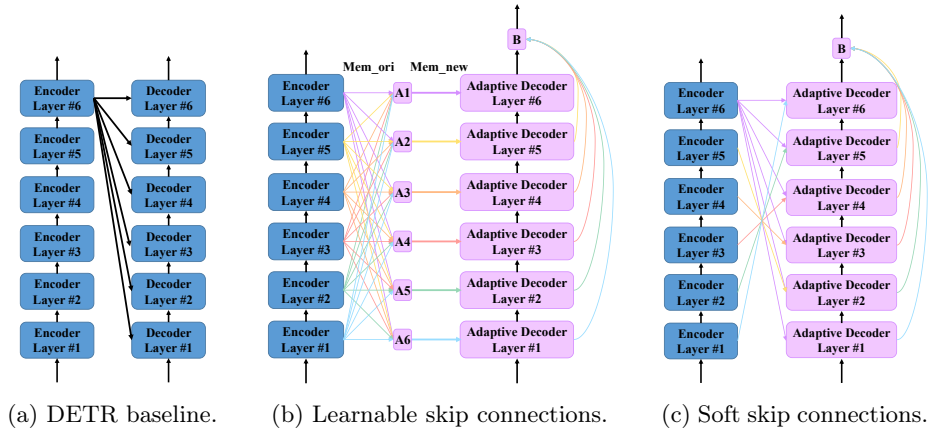 Encoder
Layer #6
Encoder
Layer #5
Encoder
Layer #4
Encoder
Layer #3
Encoder
Layer #2
Encoder
Layer #1
Decoder
Layer #6
Decoder
Layer #5
Decoder
Layer #4
Decoder
Layer #3
Decoder
Layer #2
Decoder
Layer #1
(a) DETR baseline.
Mem_ori
Mem_new
B
Encoder
Layer #6
Encoder
Layer #5
Encoder
Layer #4
Encoder
Layer #3
Encoder
Layer #2
Encoder
Layer #1
A1
A2
A3
A4
A5
A6
Adaptive Decoder
Layer #6
Adaptive Decoder
Layer #5
Adaptive Decoder
Layer #4
Adaptive Decoder
Layer #3
Adaptive Decoder
Layer #2
Adaptive Decoder
Layer #1
(b) Learnable skip connections.
B
Encoder
Layer #6
Encoder
Layer #5
Encoder
Layer #4
Encoder
Layer #3
Encoder
Layer #2
Encoder
Layer #1
Adaptive Decoder
Layer #6
Adaptive Decoder
Layer #5
Adaptive Decoder
Layer #4
Adaptive Decoder
Layer #3
Adaptive Decoder
Layer #2
Adaptive Decoder
Layer #1
(c) Soft skip connections.